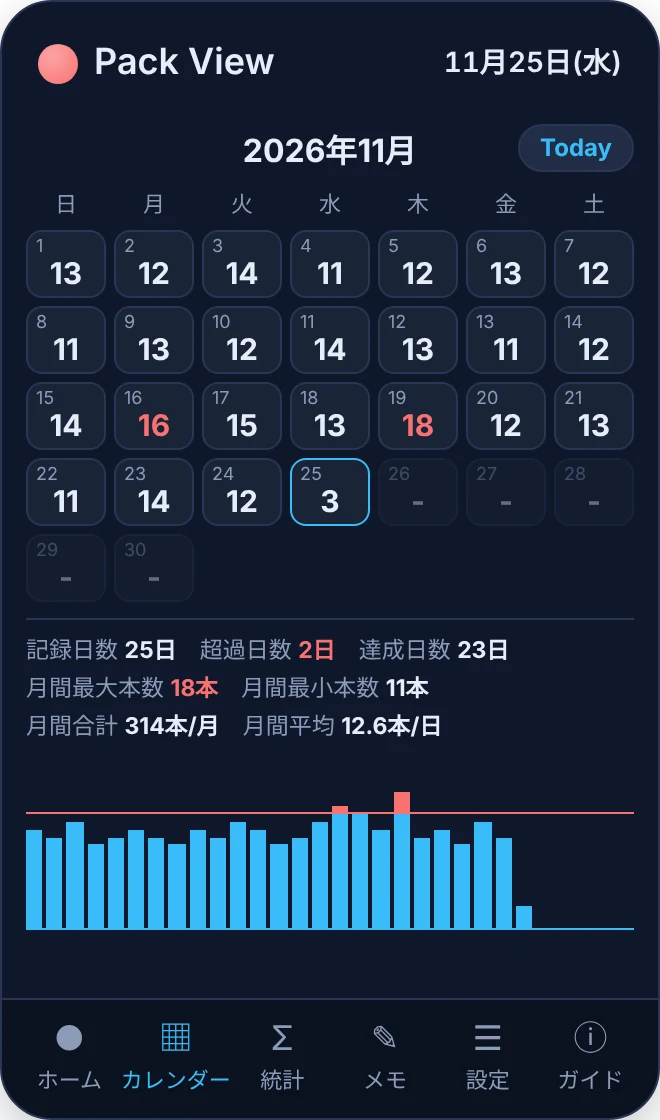 Pack View 11月25日(水)
2026年11月 Today
日 月 火 水 木 金 土
1 2 3 4 5 6 7
13 12 14 11 12 13 12
8 9 10 11 12 13 14
11 13 12 14 13 11 12
15 16 17 18 19 20 21
14 16 15 13 18 12 13
22 23 24 25 26 27 28
11 14 12 3 - - -
29 30
- -
記録日数 25日 超過日数 2日 達成日数 23日
月間最大本数 18本 月間最小本数 11本
月間合計 314本/月 月間平均 12.6本/日
ホーム カレンダー 統計 メモ 設定 ガイド